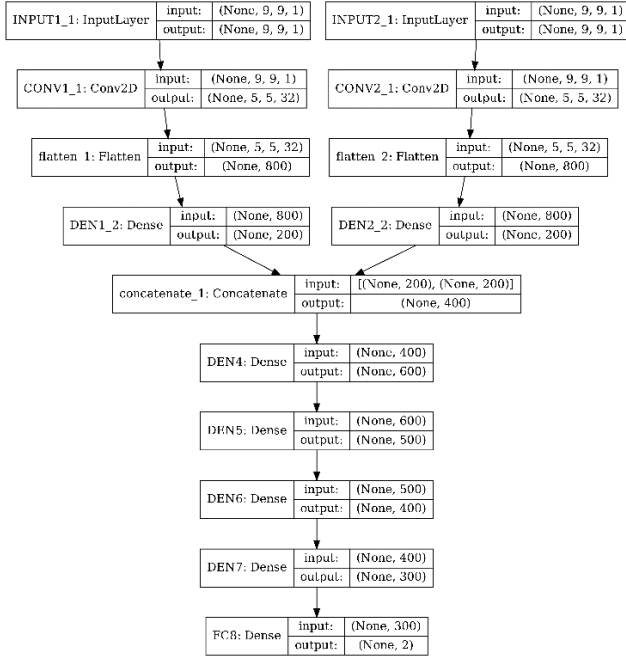 INPUT1_1: InputLayer input: (None, 9, 9, 1) output: (None, 9, 9, 1)
INPUT2_1: InputLayer input: (None, 9, 9, 1) output: (None, 9, 9, 1)
CONV1_1: Conv2D input: (None, 9, 9, 1) output: (None, 5, 5, 32)
CONV2_1: Conv2D input: (None, 9, 9, 1) output: (None, 5, 5, 32)
flatten_1: Flatten input: (None, 5, 5, 32) output: (None, 800)
flatten_2: Flatten input: (None, 5, 5, 32) output: (None, 800)
DEN1_2: Dense input: (None, 800) output: (None, 200)
DEN2_2: Dense input: (None, 800) output: (None, 200)
concatenate_1: Concatenate input: [(None, 200), (None, 200)] output: (None, 400)
DEN4: Dense input: (None, 400) output: (None, 600)
DEN5: Dense input: (None, 600) output: (None, 500)
DEN6: Dense input: (None, 500) output: (None, 400)
DEN7: Dense input: (None, 400) output: (None, 300)
FC8: Dense input: (None, 300) output: (None, 2)